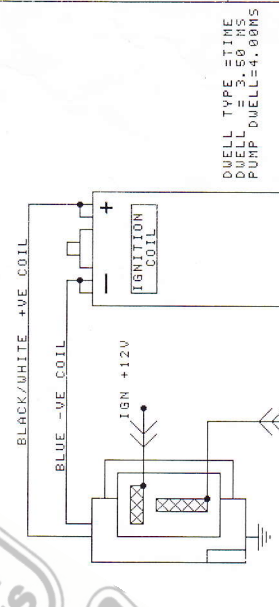 BLACK/WHITE +VE COIL
BLUE -VE COIL
IGN +12V
- +
IGNITION
COIL
DWELL TYPE =TIME
DWELL = 3.50 MS
PUMP DWELL=4.00MS